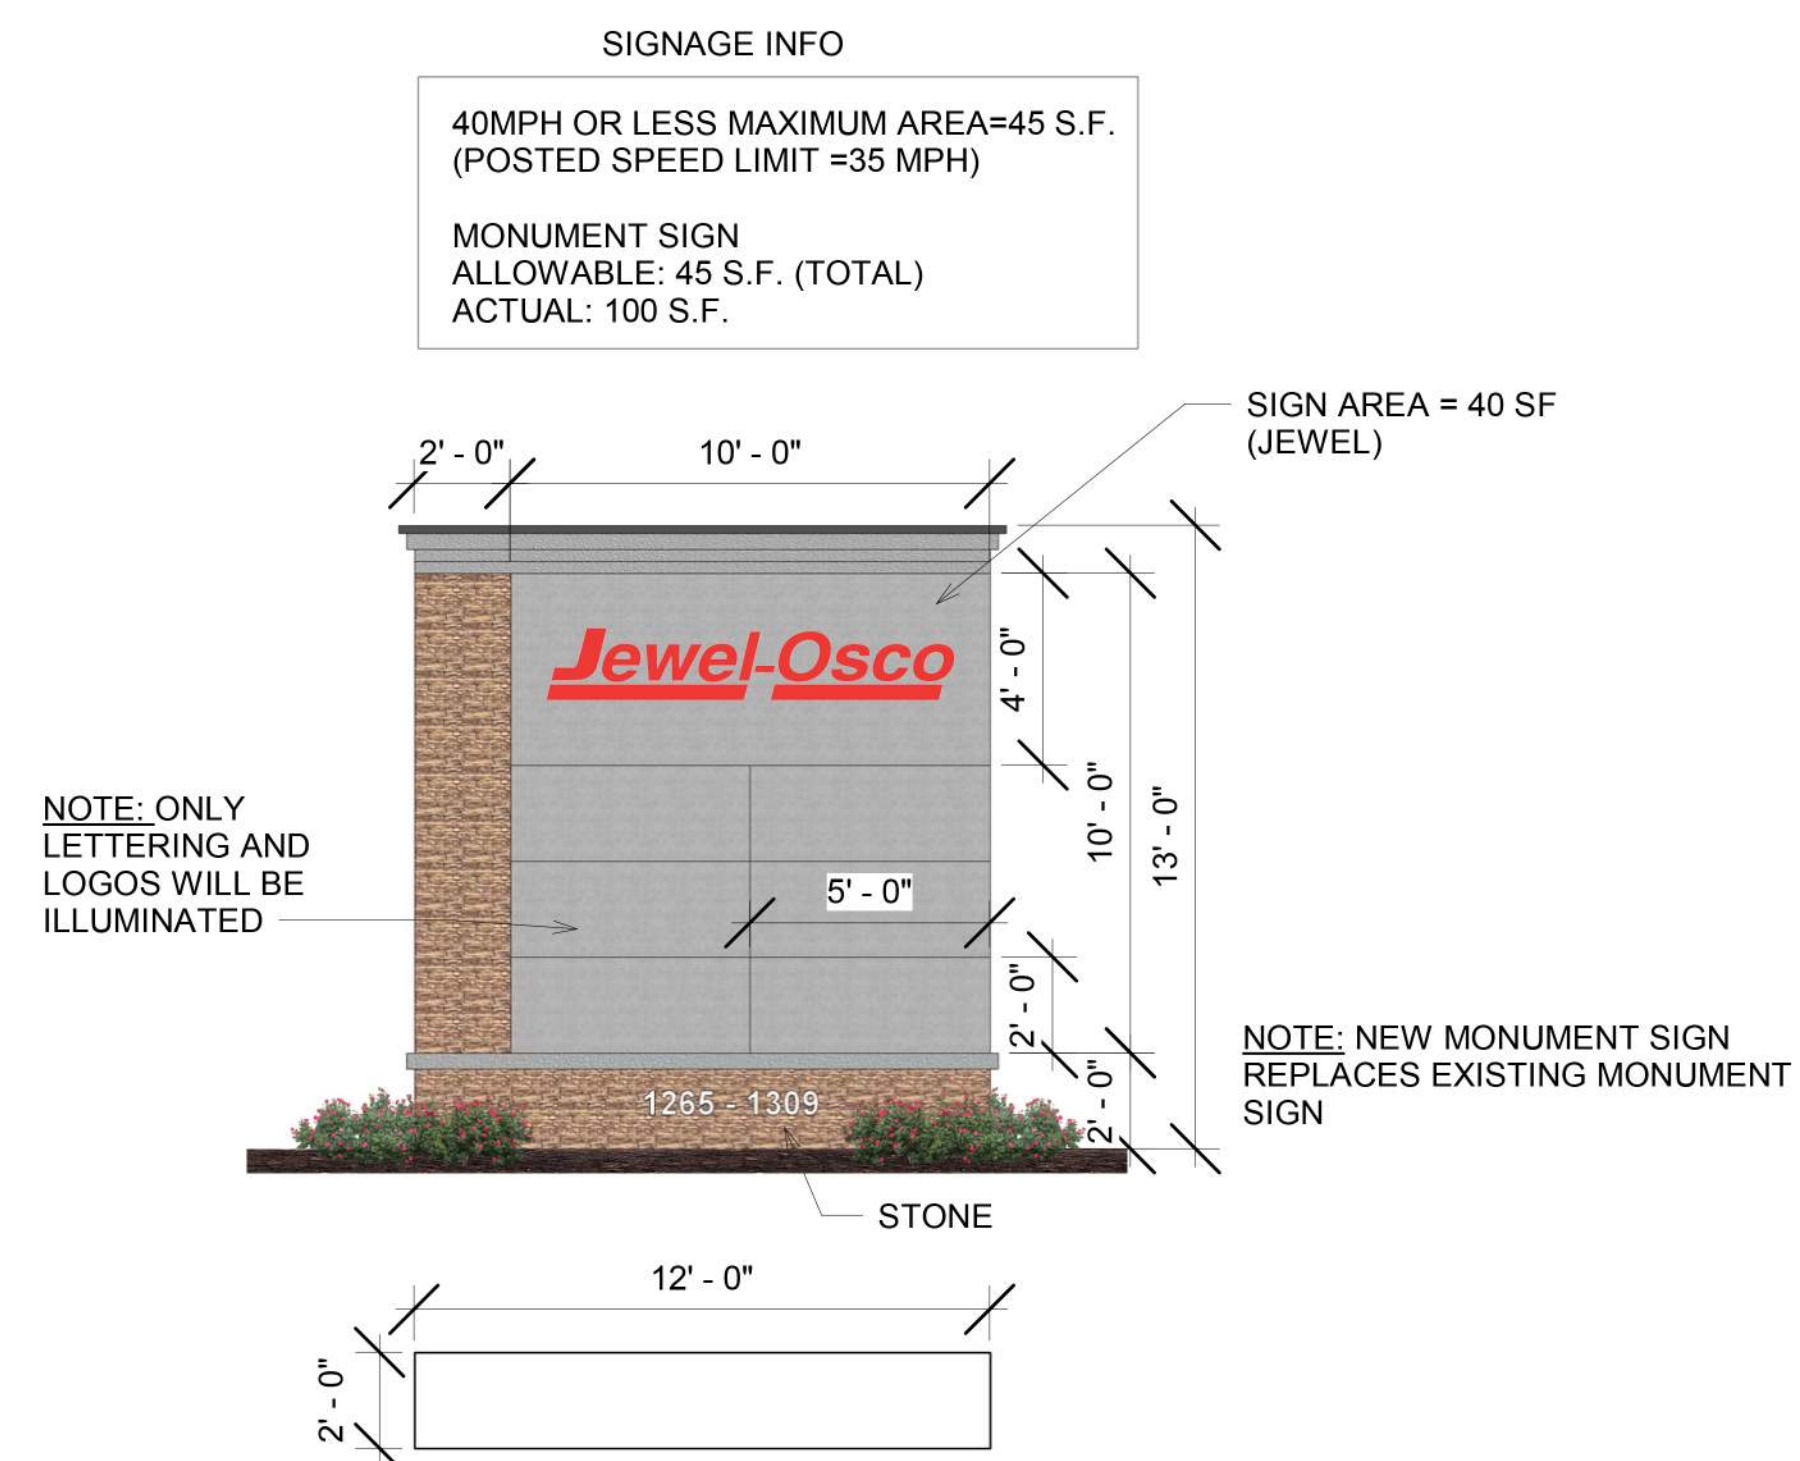 SIGNAGE INFO
40MPH OR LESS MAXIMUM AREA=45 S.F.
(POSTED SPEED LIMIT =35 MPH)
MONUMENT SIGN
ALLOWABLE: 45 S.F. (TOTAL)
ACTUAL: 100 S.F.
SIGN AREA = 40 SF
(JEWEL)
2' - 0"
10' - 0"
Jewel-Osco
4' - 0"
10' - 0"
13' - 0"
NOTE: ONLY
LETTERING AND
LOGOS WILL BE
ILLUMINATED
5' - 0"
2' - 0"
2' - 0"
NOTE: NEW MONUMENT SIGN
REPLACES EXISTING MONUMENT
SIGN
1265 - 1309
STONE
12' - 0"
2' - 0"